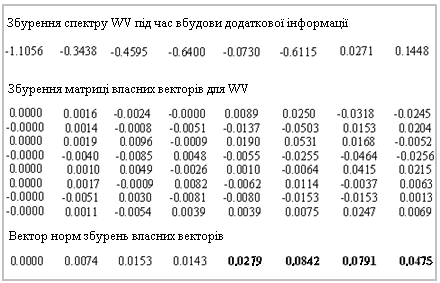 Збурення спектру WV під час вбудови додаткової інформації
-1.1056 -0.3438 -0.4595 -0.6400 -0.0730 -0.6115 0.0271 0.1448
Збурення матриці власних векторів для WV
0.0000 0.0016 -0.0024 -0.0000 0.0089 0.0250 -0.0318 -0.0245
-0.0000 0.0014 -0.0008 -0.0051 -0.0137 -0.0503 0.0153 0.0204
0.0000 0.0019 0.0096 -0.0009 0.0190 0.0531 0.0168 -0.0052
-0.0000 -0.0040 -0.0085 0.0048 -0.0055 -0.0255 -0.0464 -0.0256
0.0000 0.0010 0.0049 -0.0026 0.0010 -0.0064 0.0415 0.0215
0.0000 0.0017 -0.0009 0.0082 -0.0062 0.0114 -0.0037 0.0063
-0.0000 -0.0051 0.0030 -0.0081 -0.0080 -0.0153 -0.0153 0.0013
-0.0000 0.0011 -0.0054 0.0039 0.0039 0.0075 0.0247 0.0069
Вектор норм збурень власних векторів
0.0000 0.0074 0.0153 0.0143 0.0279 0.0842 0.0791 0.0475